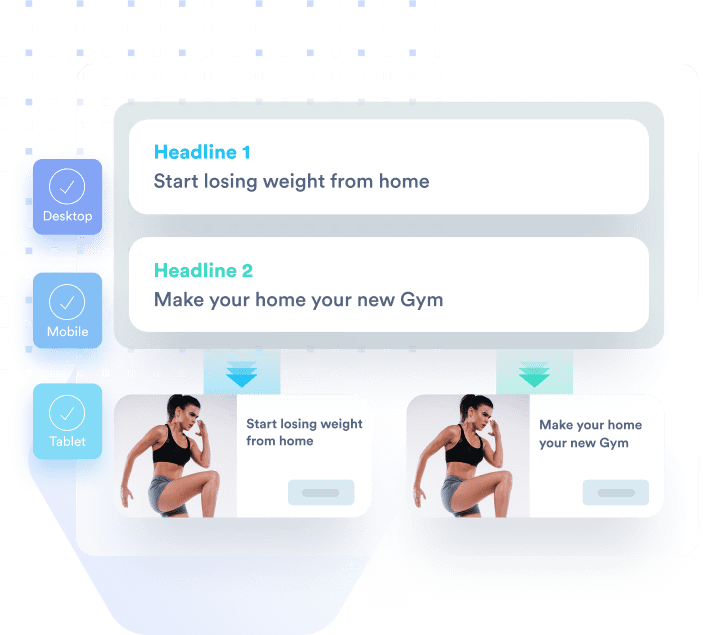 Headline 1
Start losing weight from home
Desktop
Headline 2
Make your home your new Gym
Mobile
Tablet
Start losing weight
from home
Make your home
your new Gym